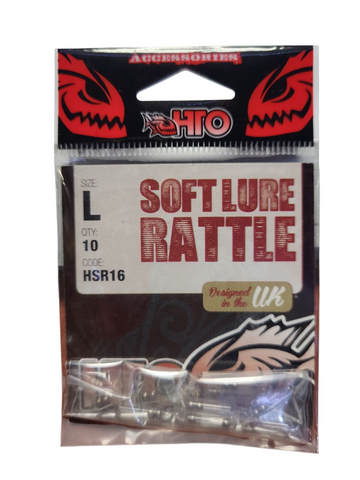 ACCESSORIES
HTO
SIZE:
L
QTY:
10
CODE:
HSR16
SOFT LURE
RATTLE
Designed
in the
UK